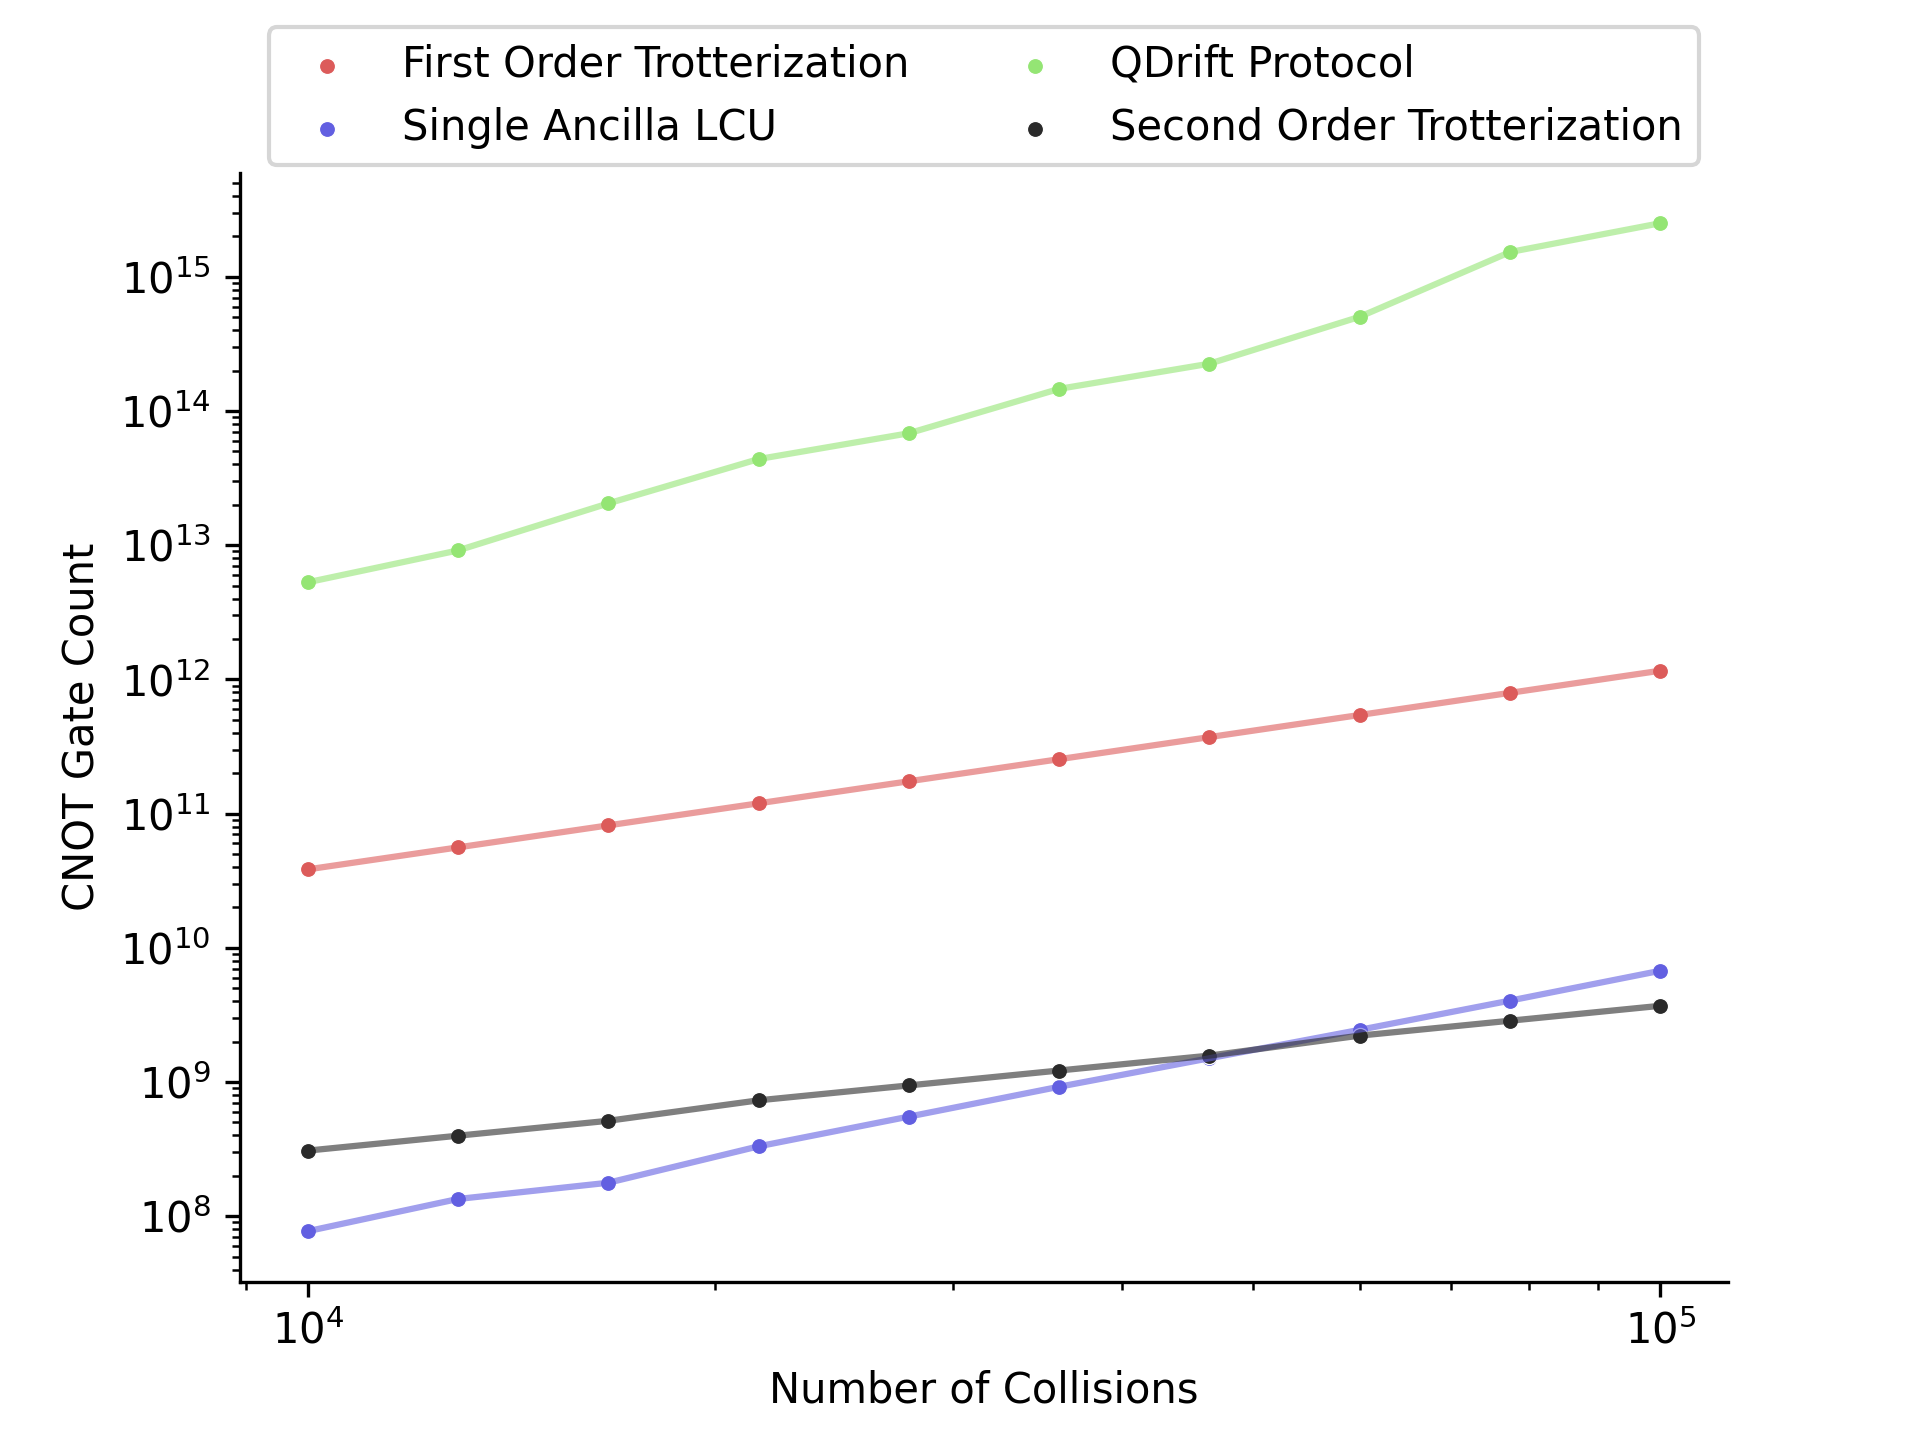 First Order Trotterization
QDrift Protocol
Single Ancilla LCU
Second Order Trotterization
10^15
10^14
10^13
10^12
10^11
10^10
10^9
10^8
CNOT Gate Count
10^4
10^5
Number of Collisions